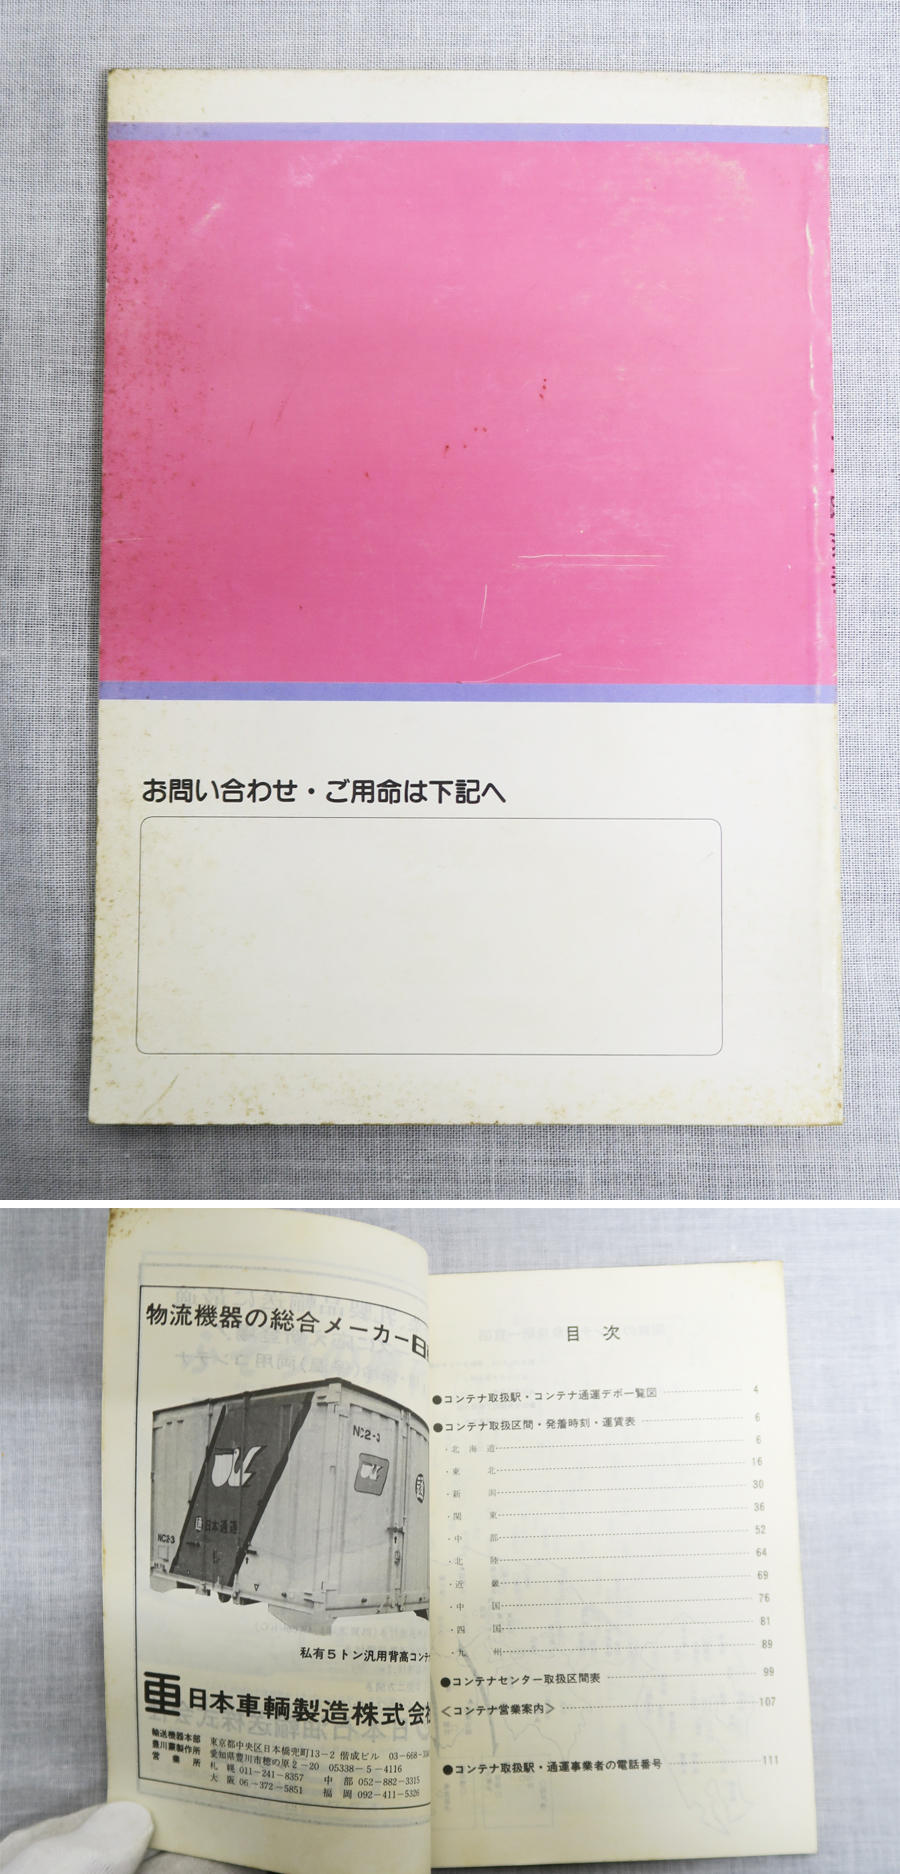 お問い合わせ・ご用命は下記へ
物流機器の総合メーカー日
NC2-3
日本通運
NC2-3
私有5トン汎用背高コンテ
日本車輌製造株式会社
輸送機器本部 東京都中央区日本橋兜町13-2 偕成ビル 03-668-
豊川蕨製作所 愛知県豊川市穂の原2-20 05338-5-4116
営業所 札幌 011-241-8357 中部 052-882-3315
大阪 06-372-5851 福岡 092-411-5326
目次
●コンテナ取扱駅・コンテナ通運デポ一覧図 4
●コンテナ取扱区間・発着時刻・運賃表 6
・北海道 6
・東北 16
・新潟 30
・関東 36
・中部 52
・北陸 64
・近畿 69
・中国 76
・四国 81
・九州 89
●コンテナセンター取扱区間表 99
<コンテナ営業案内> 107
●コンテナ取扱駅・通運事業者の電話番号 111